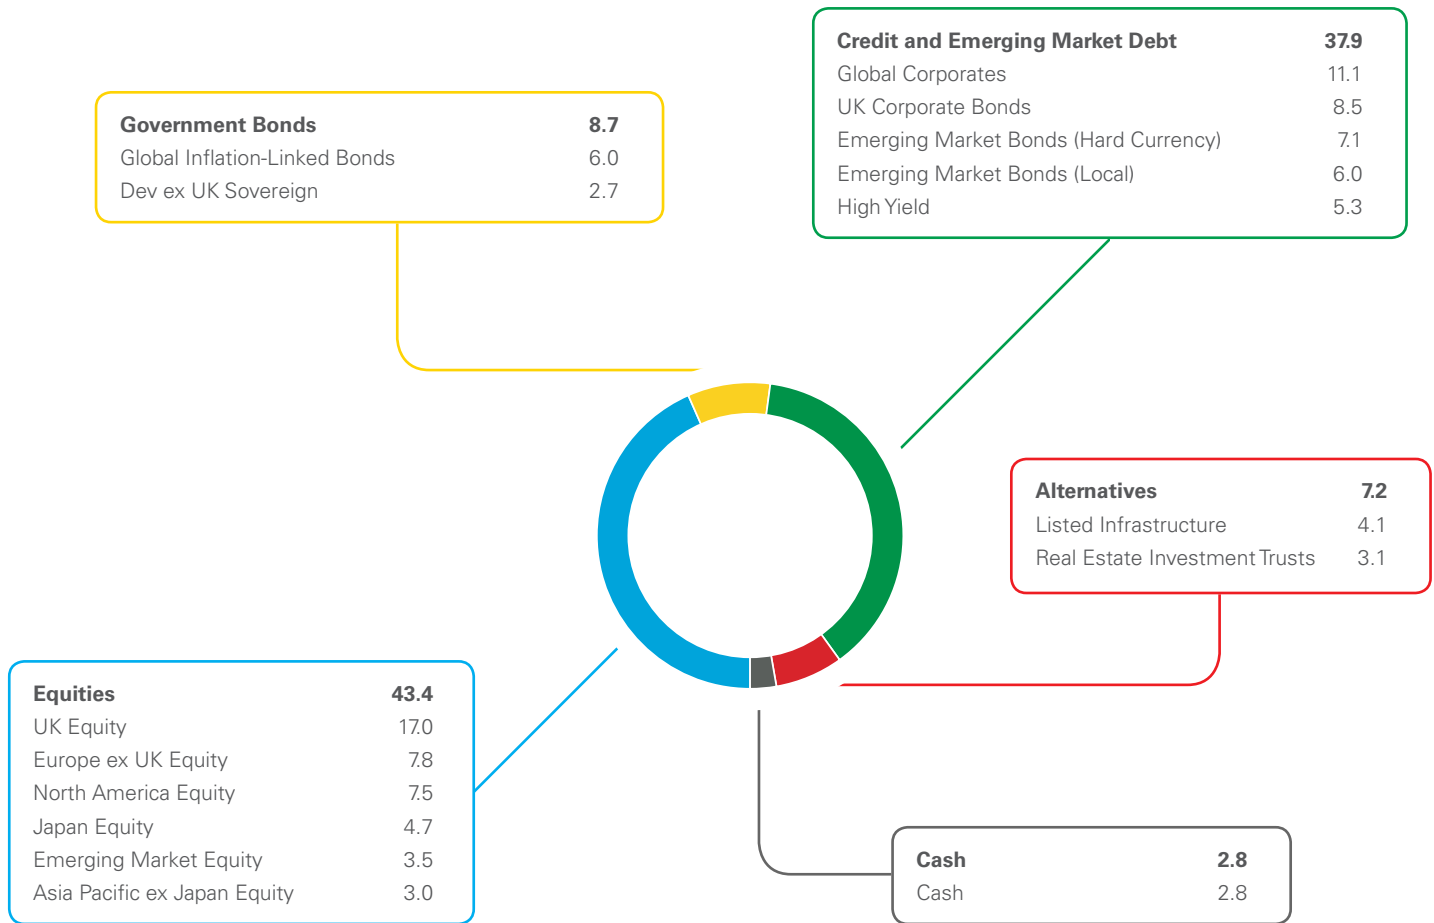 Government Bonds 8.7
Global Inflation-Linked Bonds 6.0
Dev ex UK Sovereign 2.7
Credit and Emerging Market Debt 37.9
Global Corporates 11.1
UK Corporate Bonds 8.5
Emerging Market Bonds (Hard Currency) 7.1
Emerging Market Bonds (Local) 6.0
High Yield 5.3
Alternatives 7.2
Listed Infrastructure 4.1
Real Estate Investment Trusts 3.1
Equities 43.4
UK Equity 17.0
Europe ex UK Equity 7.8
North America Equity 7.5
Japan Equity 4.7
Emerging Market Equity 3.5
Asia Pacific ex Japan Equity 3.0
Cash 2.8
Cash 2.8